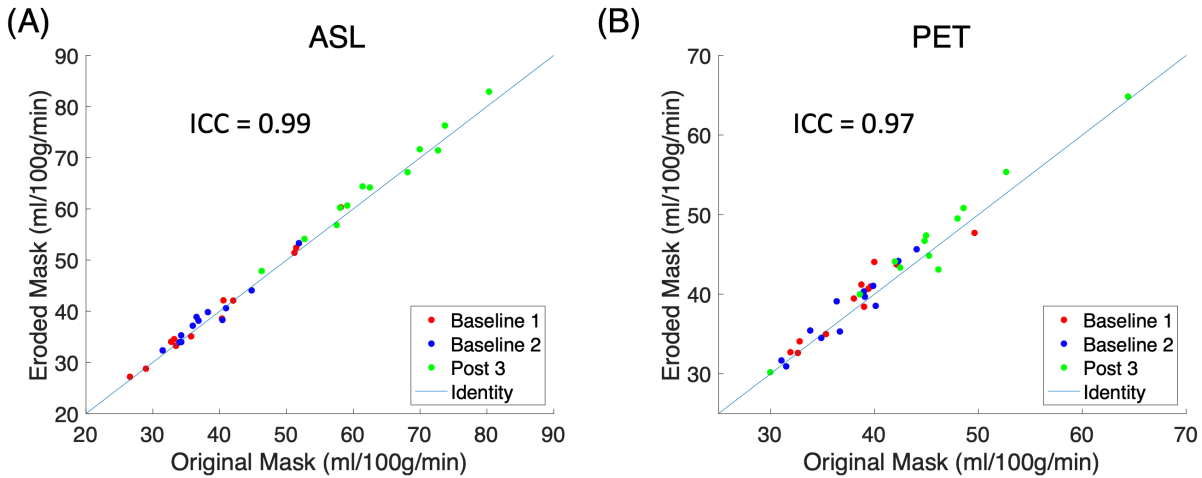 (A)
ASL
90
80
70
60
50
40
30
20
20 30 40 50 60 70 80 90
Eroded Mask (ml/100g/min)
Original Mask (ml/100g/min)
ICC = 0.99
Baseline 1
Baseline 2
Post 3
Identity
(B)
PET
70
60
50
40
30
30 40 50 60 70
Eroded Mask (ml/100g/min)
Original Mask (ml/100g/min)
ICC = 0.97
Baseline 1
Baseline 2
Post 3
Identity